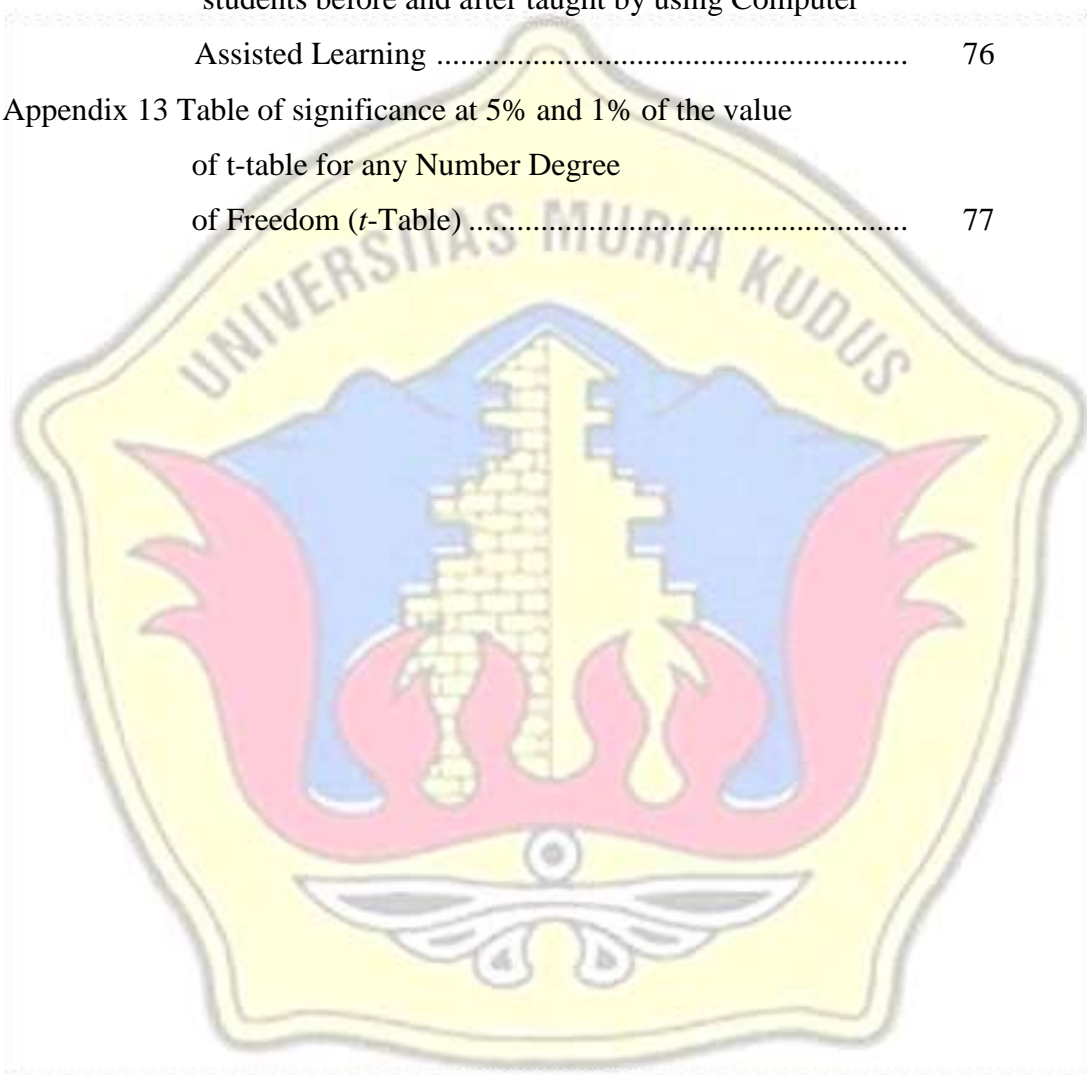 students before and after taught by using Computer
Assisted Learning ........................................................ 76
Appendix 13 Table of significance at 5% and 1% of the value
of t-table for any Number Degree
of Freedom (t-Table) .................................................... 77
UNIVERSITAS MURIA KUDUS